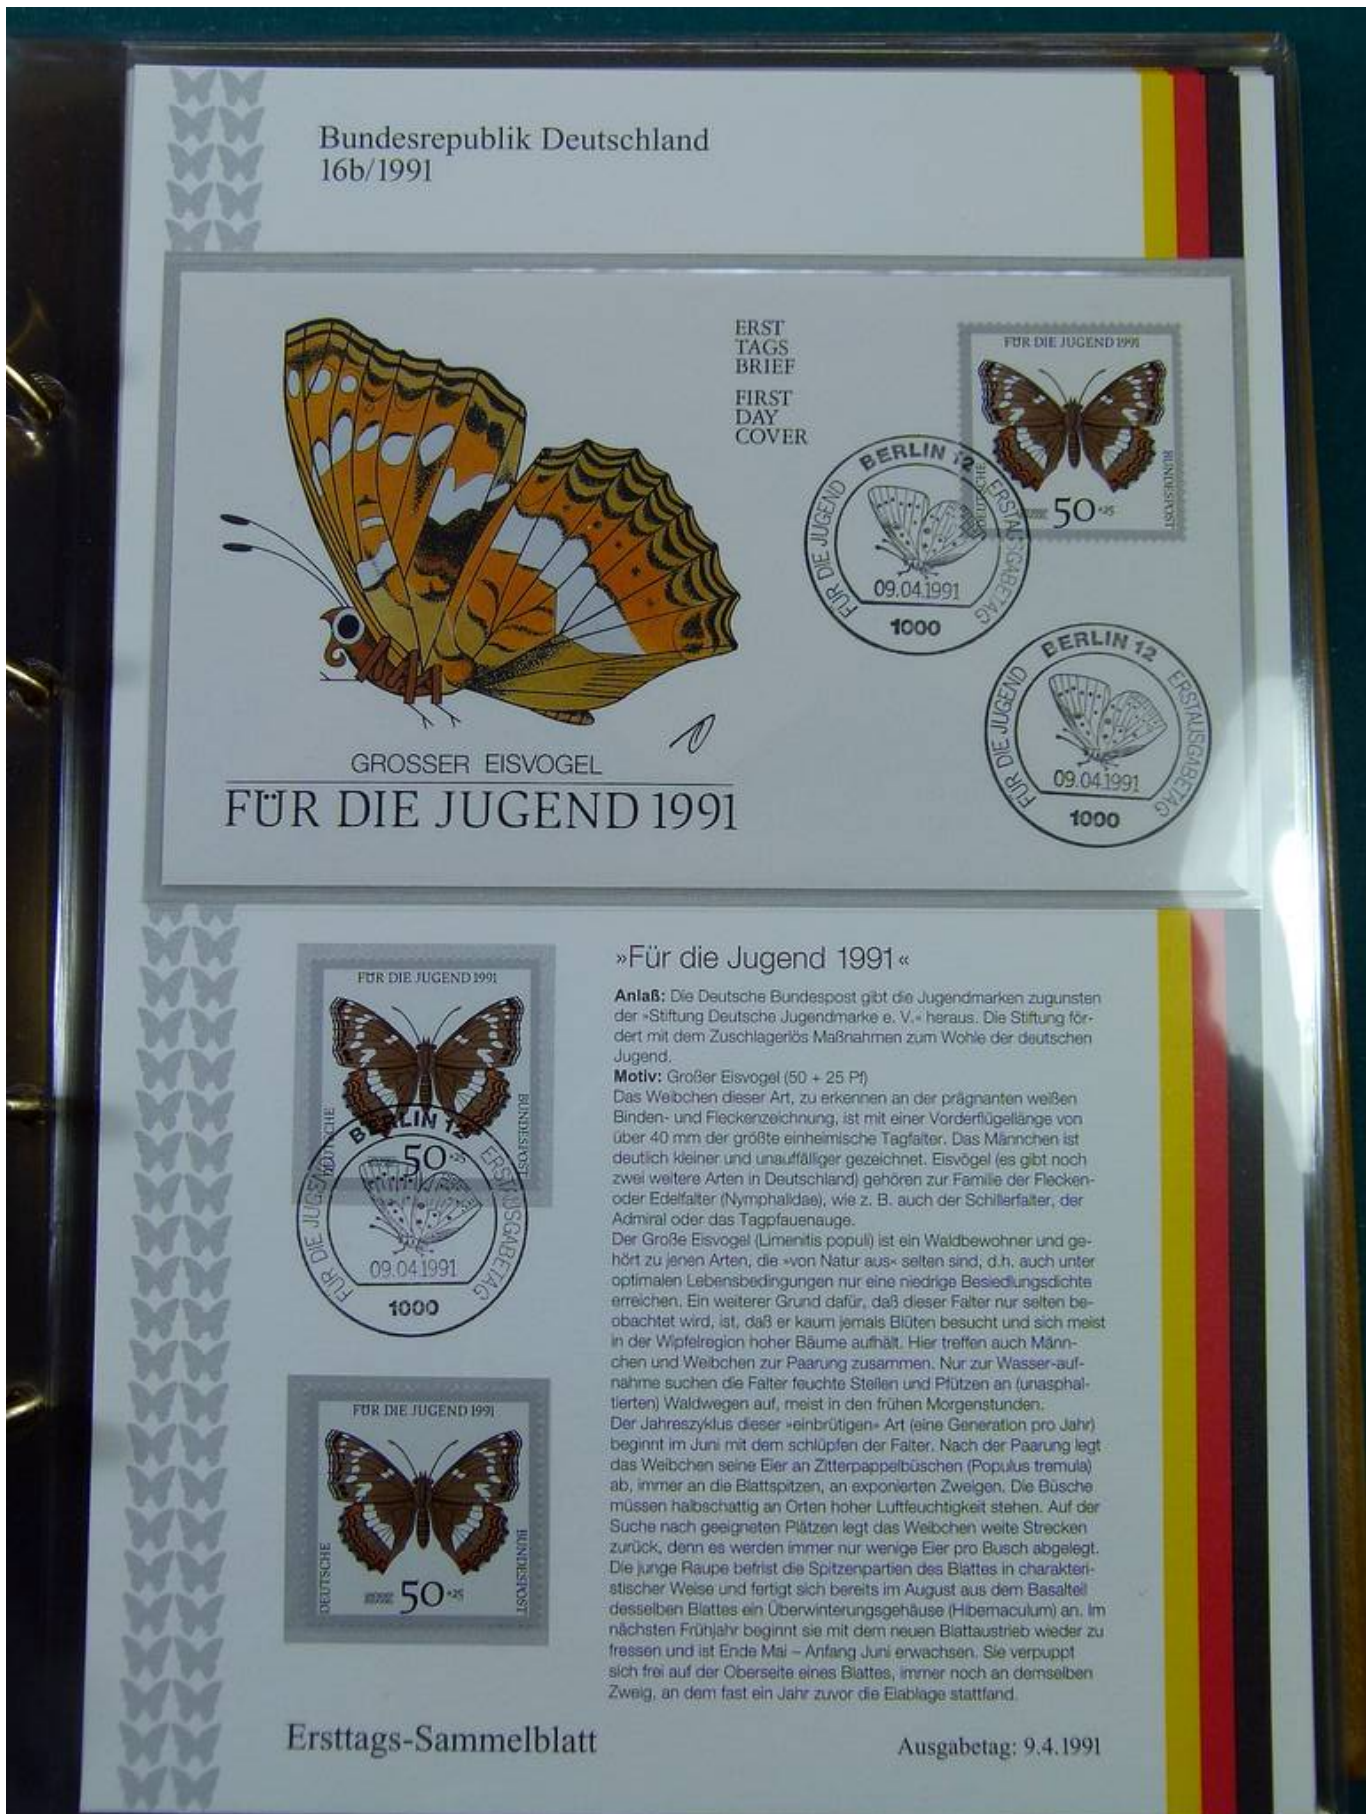 Bundesrepublik Deutschland
16b/1991
ERST
TAGS
BRIEF
FIRST
DAY
COVER
FÜR DIE JUGEND 1991
DEUTSCHE
BUNDESPOST
50+25
BERLIN 12
FÜR DIE JUGEND
ERSTAUSGABETAG
09.04.1991
1000
BERLIN 12
FÜR DIE JUGEND
ERSTAUSGABETAG
09.04.1991
1000
GROSSER EISVOGEL
FÜR DIE JUGEND 1991
FÜR DIE JUGEND 1991
DEUTSCHE
BUNDESPOST
50+25
BERLIN 12
FÜR DIE JUGEND
ERSTAUSGABETAG
09.04.1991
1000
FÜR DIE JUGEND 1991
DEUTSCHE
BUNDESPOST
50+25
»Für die Jugend 1991«
Anlaß: Die Deutsche Bundespost gibt die Jugendmarken zugunsten
der »Stiftung Deutsche Jugendmarke e. V.« heraus. Die Stiftung för-
dert mit dem Zuschlagerlös Maßnahmen zum Wohle der deutschen
Jugend.
Motiv: Großer Eisvogel (50 + 25 Pf)
Das Weibchen dieser Art, zu erkennen an der prägnanten weißen
Binden- und Fleckenzeichnung, ist mit einer Vorderflügellänge von
über 40 mm der größte einheimische Tagfalter. Das Männchen ist
deutlich kleiner und unauffälliger gezeichnet. Eisvögel (es gibt noch
zwei weitere Arten in Deutschland) gehören zur Familie der Flecken-
oder Edelfalter (Nymphalidae), wie z. B. auch der Schillerfalter, der
Admiral oder das Tagpfauenauge.
Der Große Eisvogel (Limenitis populi) ist ein Waldbewohner und ge-
hört zu jenen Arten, die »von Natur aus« selten sind, d.h. auch unter
optimalen Lebensbedingungen nur eine niedrige Besiedlungsdichte
erreichen. Ein weiterer Grund dafür, daß dieser Falter nur selten be-
obachtet wird, ist, daß er kaum jemals Blüten besucht und sich meist
in der Wipfelregion hoher Bäume aufhält. Hier treffen auch Männ-
chen und Weibchen zur Paarung zusammen. Nur zur Wasser-auf-
nahme suchen die Falter feuchte Stellen und Pfützen an (unasphal-
tierten) Waldwegen auf, meist in den frühen Morgenstunden.
Der Jahreszyklus dieser »einbrütigen« Art (eine Generation pro Jahr)
beginnt im Juni mit dem schlüpfen der Falter. Nach der Paarung legt
das Weibchen seine Eier an Zitterpappelbüschen (Populus tremula)
ab, immer an die Blattspitzen, an exponierten Zweigen. Die Büsche
müssen halbschattig an Orten hoher Luftfeuchtigkeit stehen. Auf der
Suche nach geeigneten Plätzen legt das Weibchen weite Strecken
zurück, denn es werden immer nur wenige Eier pro Busch abgelegt.
Die junge Raupe befrist die Spitzenpartien des Blattes in charakteri-
stischer Weise und fertigt sich bereits im August aus dem Basalteil
desselben Blattes ein Überwinterungsgehäuse (Hibernaculum) an. Im
nächsten Frühjahr beginnt sie mit dem neuen Blattaustrieb wieder zu
fressen und ist Ende Mai – Anfang Juni erwachsen. Sie verpuppt
sich frei auf der Oberseite eines Blattes, immer noch an demselben
Zweig, an dem fast ein Jahr zuvor die Eiablage stattfand.
Ersttags-Sammelblatt
Ausgabetag: 9.4.1991